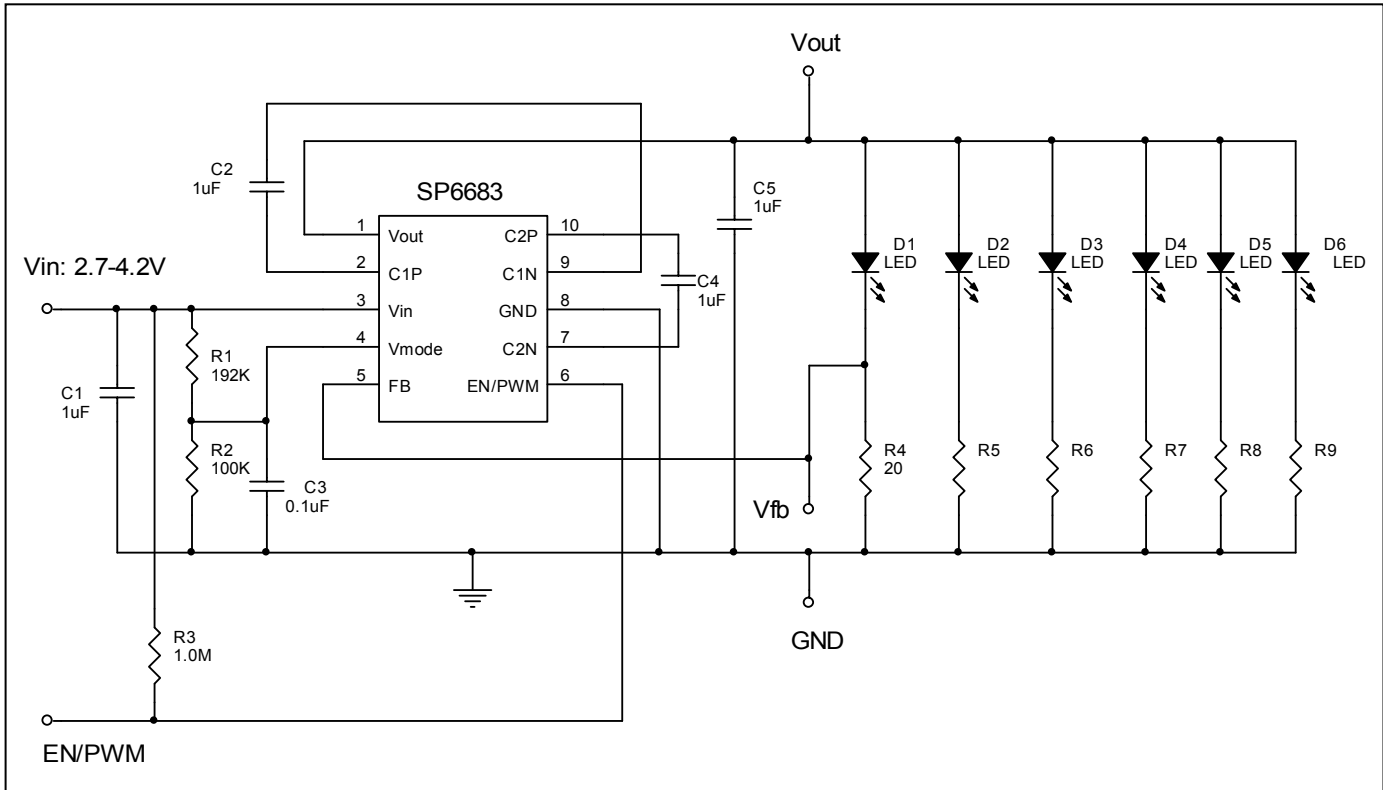 Vout
C2
1uF
SP6683
C5
1uF
1
Vout
C2P
10
2
C1P
C1N
9
Vin: 2.7-4.2V
3
Vin
GND
8
4
Vmode
C2N
7
5
FB
EN/PWM
6
C4
1uF
D1
LED
D2
LED
D3
LED
D4
LED
D5
LED
D6
LED
R1
192K
C1
1uF
R2
100K
C3
0.1uF
R4
20
R5
R6
R7
R8
R9
Vfb
GND
R3
1.0M
EN/PWM